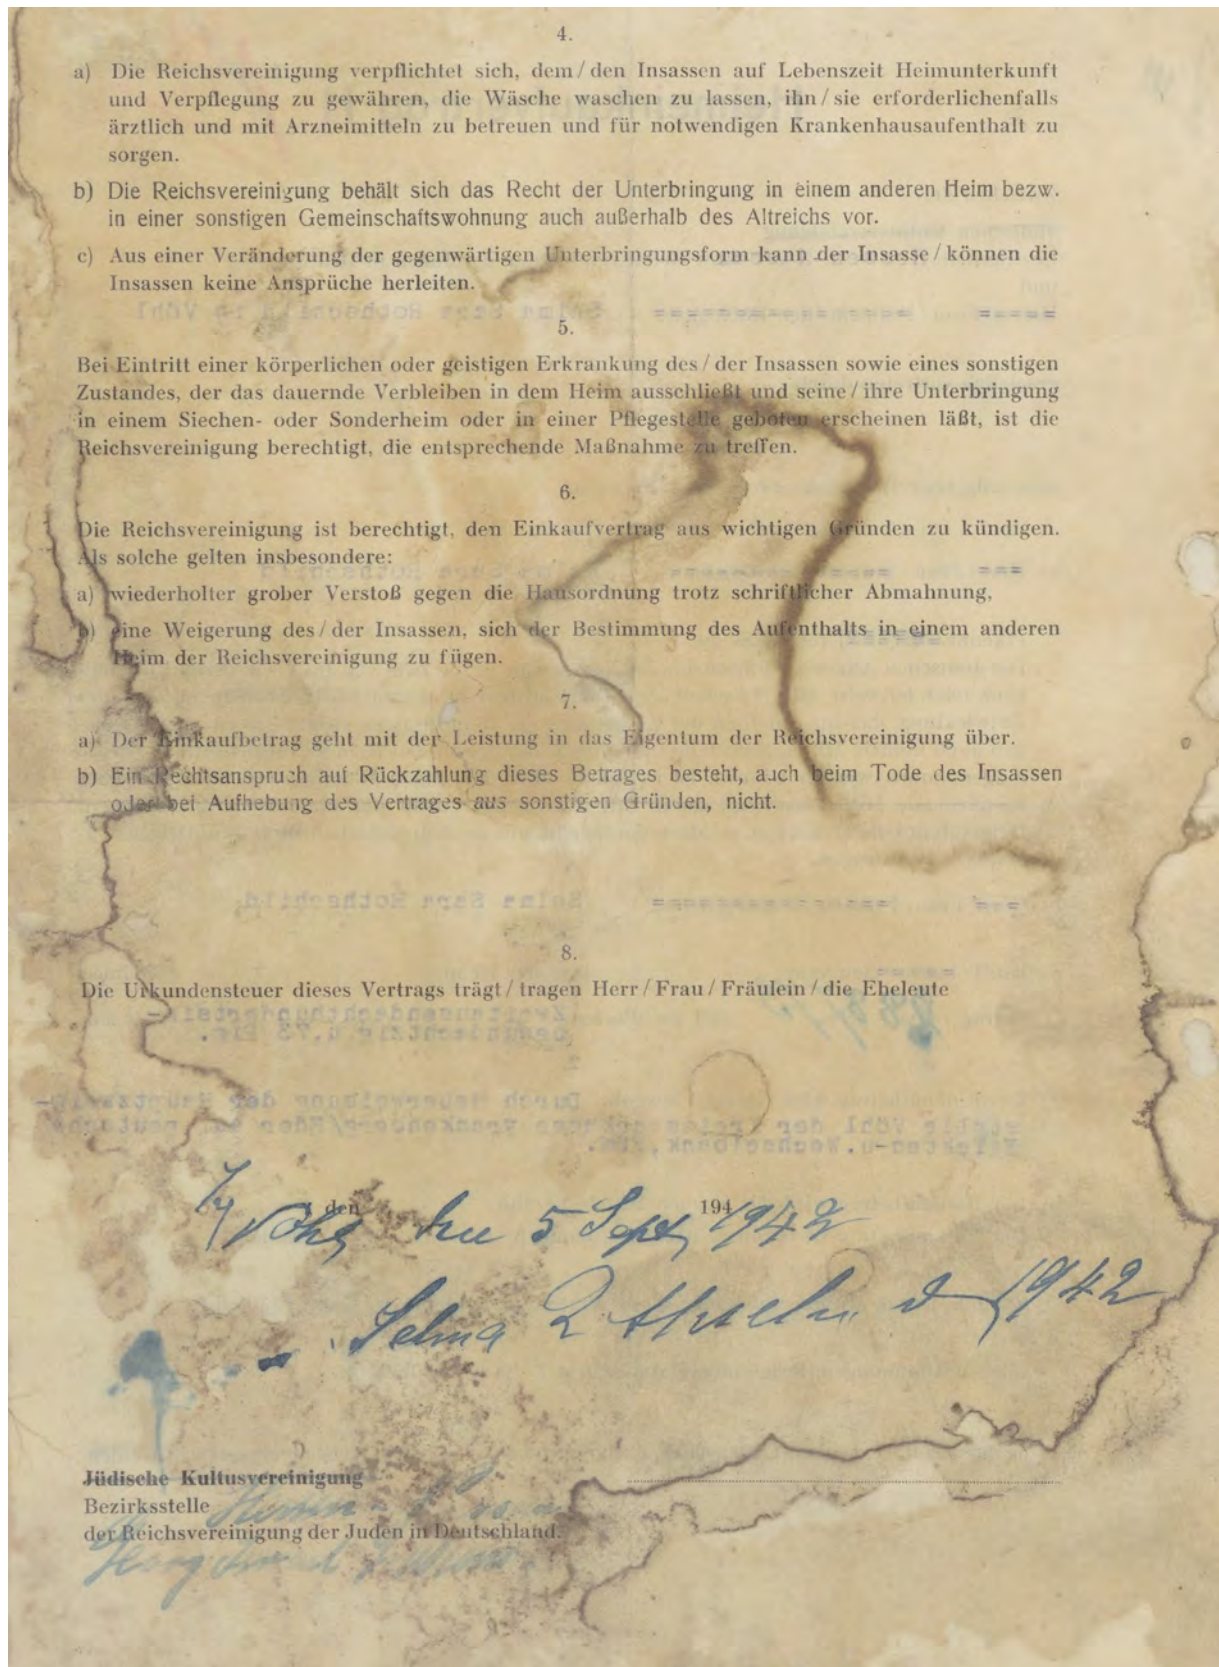 4.
a) Die Reichsvereinigung verpflichtet sich, dem/den Insassen auf Lebenszeit Heimunterkunft
und Verpflegung zu gewähren, die Wäsche waschen zu lassen, ihn/sie erforderlichenfalls
ärztlich und mit Arzneimitteln zu betreuen und für notwendigen Krankenhausaufenthalt zu
sorgen.
b) Die Reichsvereinigung behält sich das Recht der Unterbringung in einem anderen Heim bezw.
in einer sonstigen Gemeinschaftswohnung auch außerhalb des Altreichs vor.
c) Aus einer Veränderung der gegenwärtigen Unterbringungsform kann der Insasse/können die
Insassen keine Ansprüche herleiten.
5.
Bei Eintritt einer körperlichen oder geistigen Erkrankung des/der Insassen sowie eines sonstigen
Zustandes, der das dauernde Verbleiben in dem Heim ausschließt und seine/ihre Unterbringung
in einem Siechen- oder Sonderheim oder in einer Pflegestelle geboten erscheinen läßt, ist die
Reichsvereinigung berechtigt, die entsprechende Maßnahme zu treffen.
6.
Die Reichsvereinigung ist berechtigt, den Einkaufvertrag aus wichtigen Gründen zu kündigen.
Als solche gelten insbesondere:
a) wiederholter grober Verstoß gegen die Hausordnung trotz schriftlicher Abmahnung,
b) eine Weigerung des/der Insassen, sich der Bestimmung des Aufenthalts in einem anderen
Heim der Reichsvereinigung zu fügen.
7.
a) Der Einkaufbetrag geht mit der Leistung in das Eigentum der Reichsvereinigung über.
b) Ein Rechtsanspruch auf Rückzahlung dieses Betrages besteht, auch beim Tode des Insassen
oder bei Aufhebung des Vertrages aus sonstigen Gründen, nicht.
8.
Die Urkundensteuer dieses Vertrags trägt/tragen Herr/Frau/Fräulein/die Eheleute
, den 194
den 5 Sept 1942
Selma 1942
Jüdische Kultusvereinigung
Bezirksstelle
der Reichsvereinigung der Juden in Deutschland.